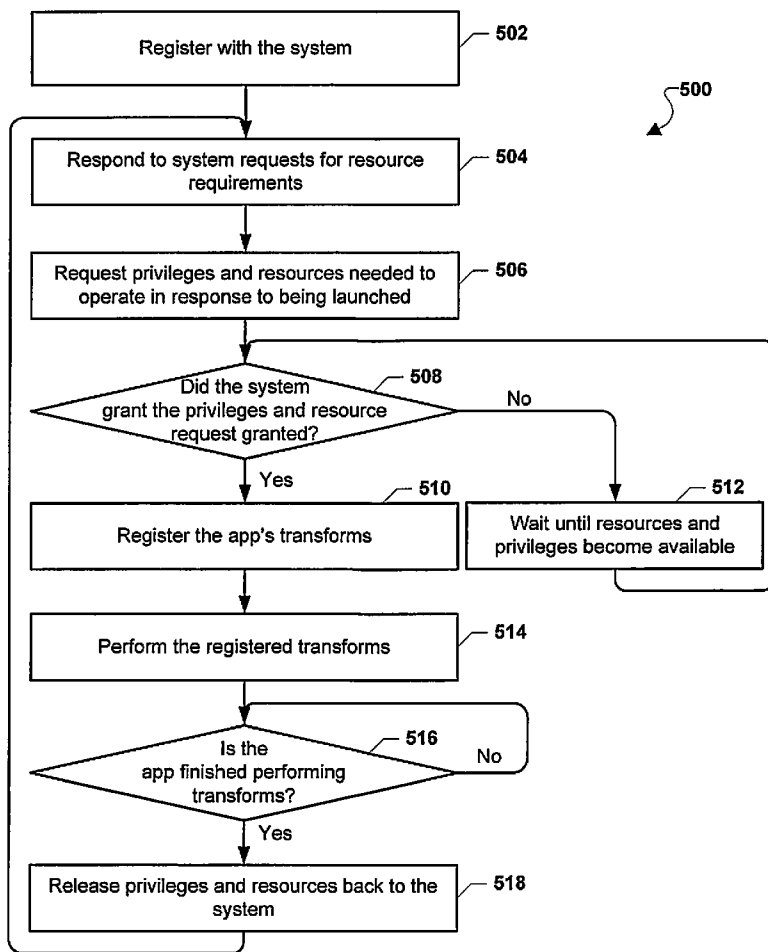 Register with the system
502
500
Respond to system requests for resource
requirements
504
Request privileges and resources needed to
operate in response to being launched
506
Did the system
grant the privileges and resource
request granted?
508
No
Yes
510
Register the app's transforms
512
Wait until resources and
privileges become available
Perform the registered transforms
514
Is the
app finished performing
transforms?
516
No
Yes
Release privileges and resources back to the
system
518